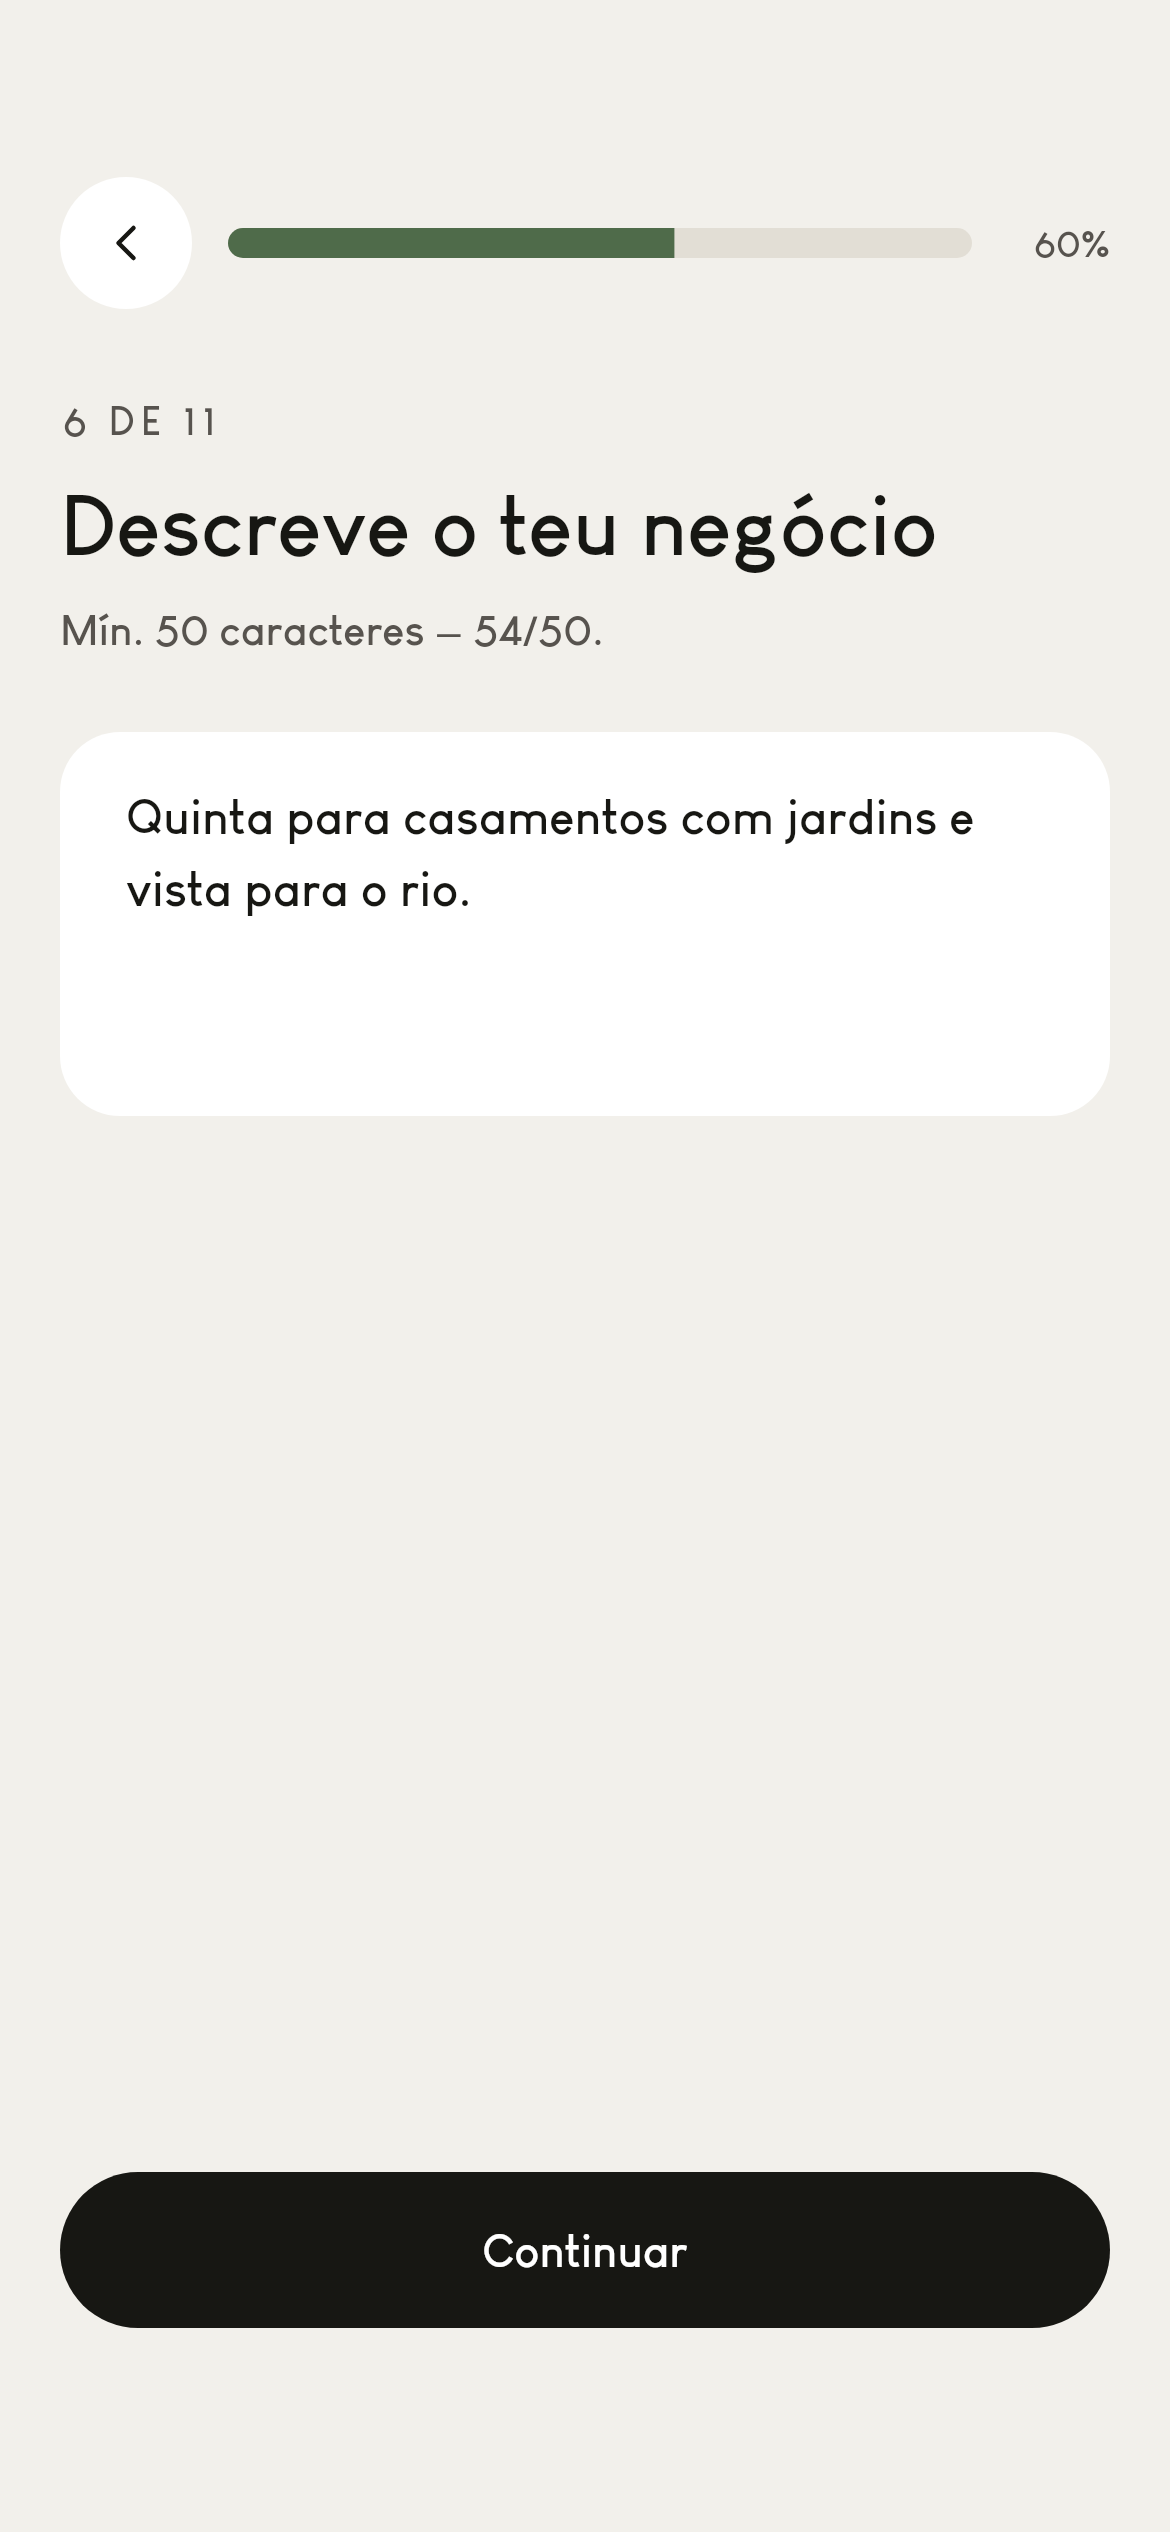 60%
6 DE 11
Descreve o teu negócio
Mín. 50 caracteres – 54/50.
Quinta para casamentos com jardins e
vista para o rio.
Continuar